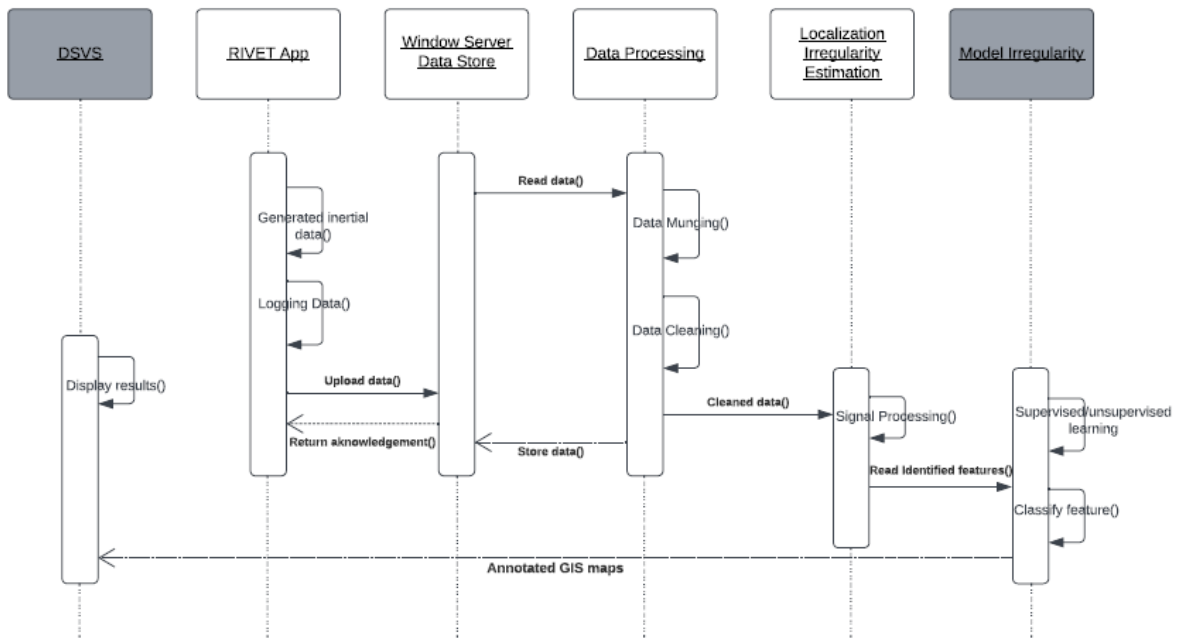 DSVS
RIVET App
Window Server
Data Store
Data Processing
Localization
Irregularity
Estimation
Model Irregularity
Read data()
Generated inertial
data()
Data Munging()
Logging Data()
Data Cleaning()
Display results()
Upload data()
Cleaned data()
Signal Processing()
Supervised/unsupervised
learning
Return aknowledgement()
Store data()
Read Identified features()
Classify feature()
Annotated GIS maps